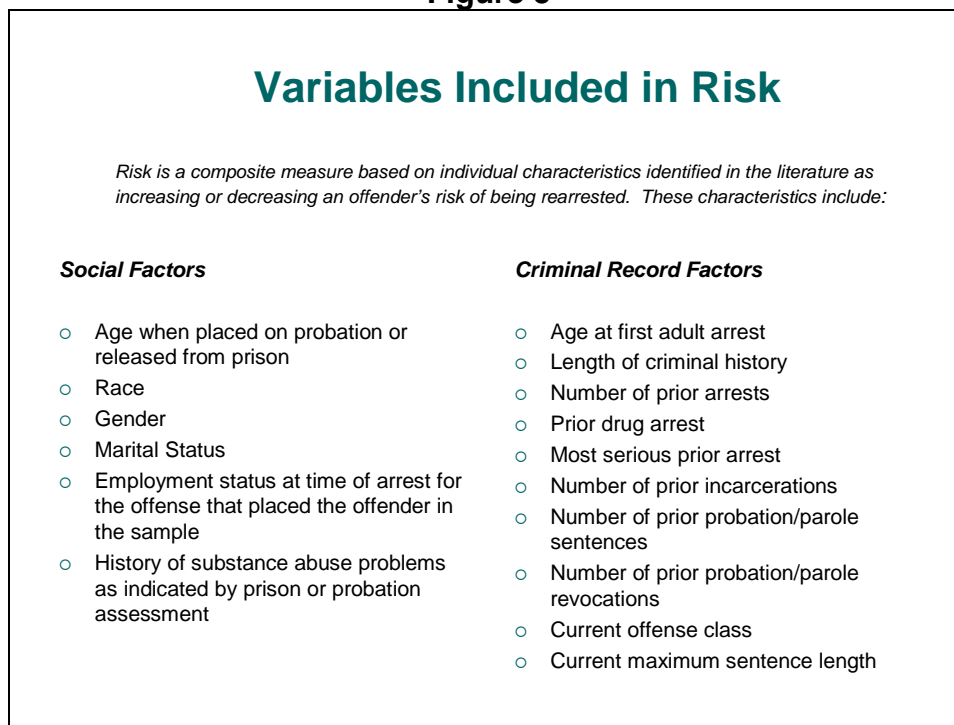 Variables Included in Risk
Risk is a composite measure based on individual characteristics identified in the literature as
increasing or decreasing an offender’s risk of being rearrested. These characteristics include:
Social Factors
○ Age when placed on probation or
released from prison
○ Race
○ Gender
○ Marital Status
○ Employment status at time of arrest for
the offense that placed the offender in
the sample
○ History of substance abuse problems
as indicated by prison or probation
assessment
Criminal Record Factors
○ Age at first adult arrest
○ Length of criminal history
○ Number of prior arrests
○ Prior drug arrest
○ Most serious prior arrest
○ Number of prior incarcerations
○ Number of prior probation/parole
sentences
○ Number of prior probation/parole
revocations
○ Current offense class
○ Current maximum sentence length